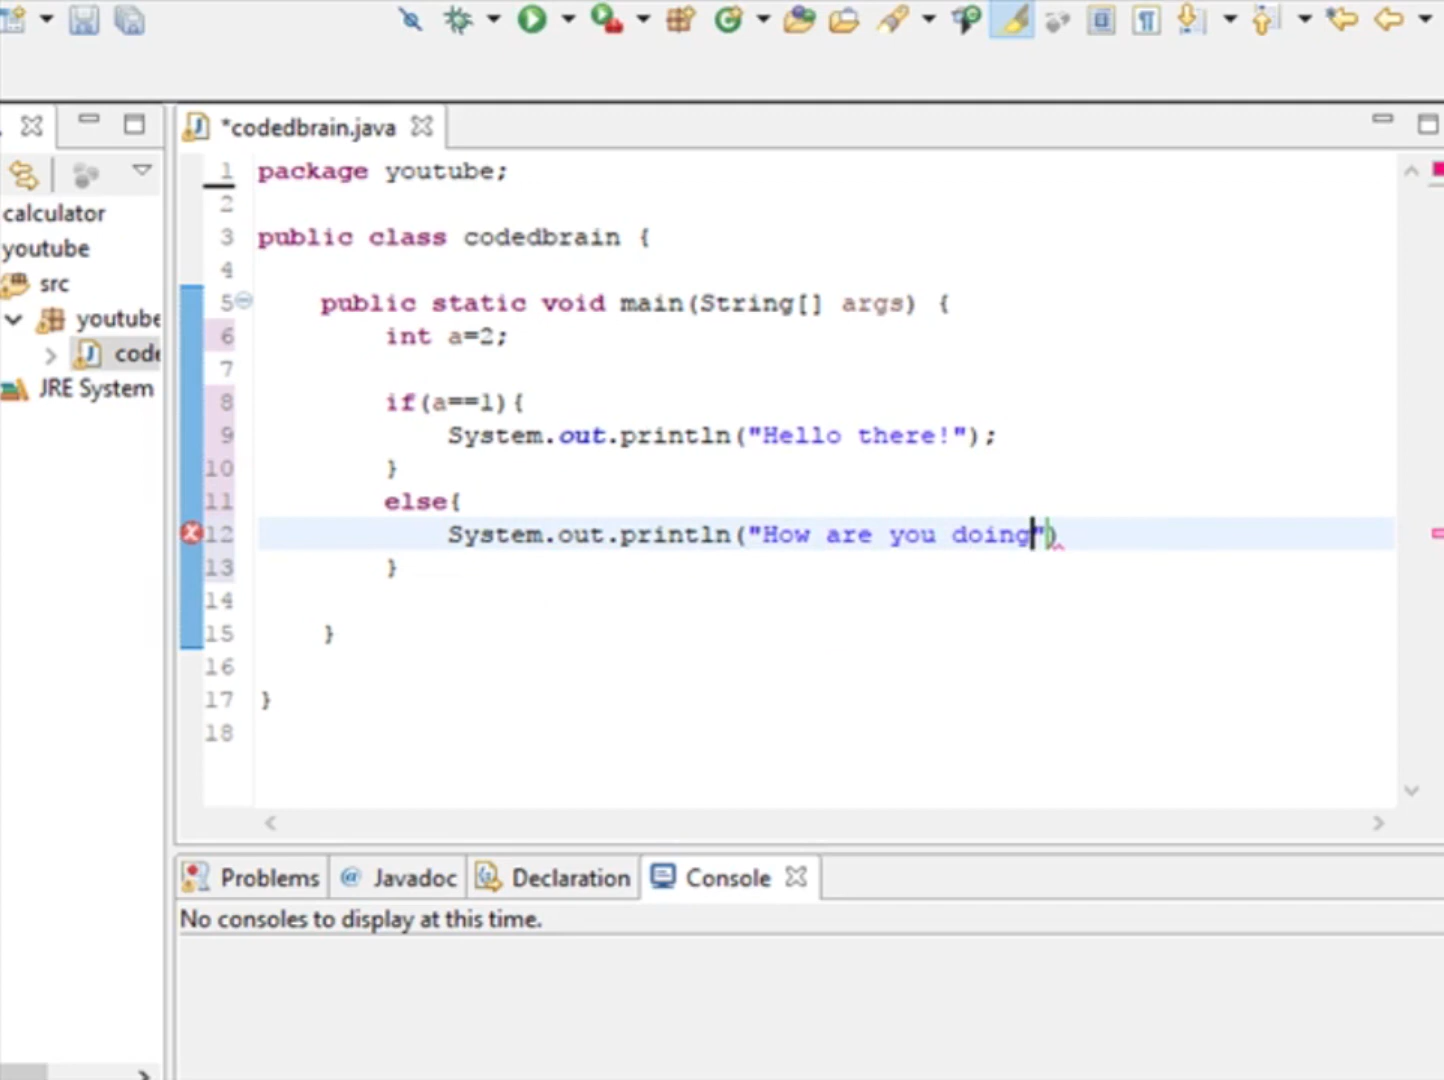 *codedbrain.java
calculator
youtube
src
youtube
code
JRE System
1 package youtube;
2
3 public class codedbrain {
4
5 public static void main(String[] args) {
6 int a=2;
7
8 if(a==1){
9 System.out.println("Hello there!");
10 }
11 else{
12 System.out.println("How are you doing")
13 }
14
15 }
16
17 }
18
Problems @ Javadoc Declaration Console
No consoles to display at this time.